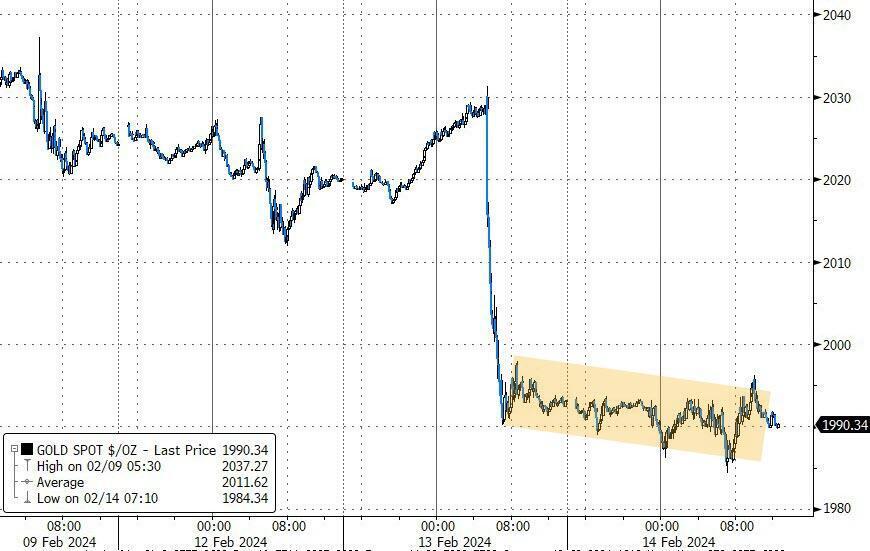 2040
2030
2020
2010
2000
1990.34
1980
GOLD SPOT $/OZ - Last Price 1990.34
High on 02/09 05:30 2037.27
Average 2011.62
Low on 02/14 07:10 1984.34
08:00 00:00 08:00 00:00 08:00 00:00 08:00
09 Feb 2024 12 Feb 2024 13 Feb 2024 14 Feb 2024